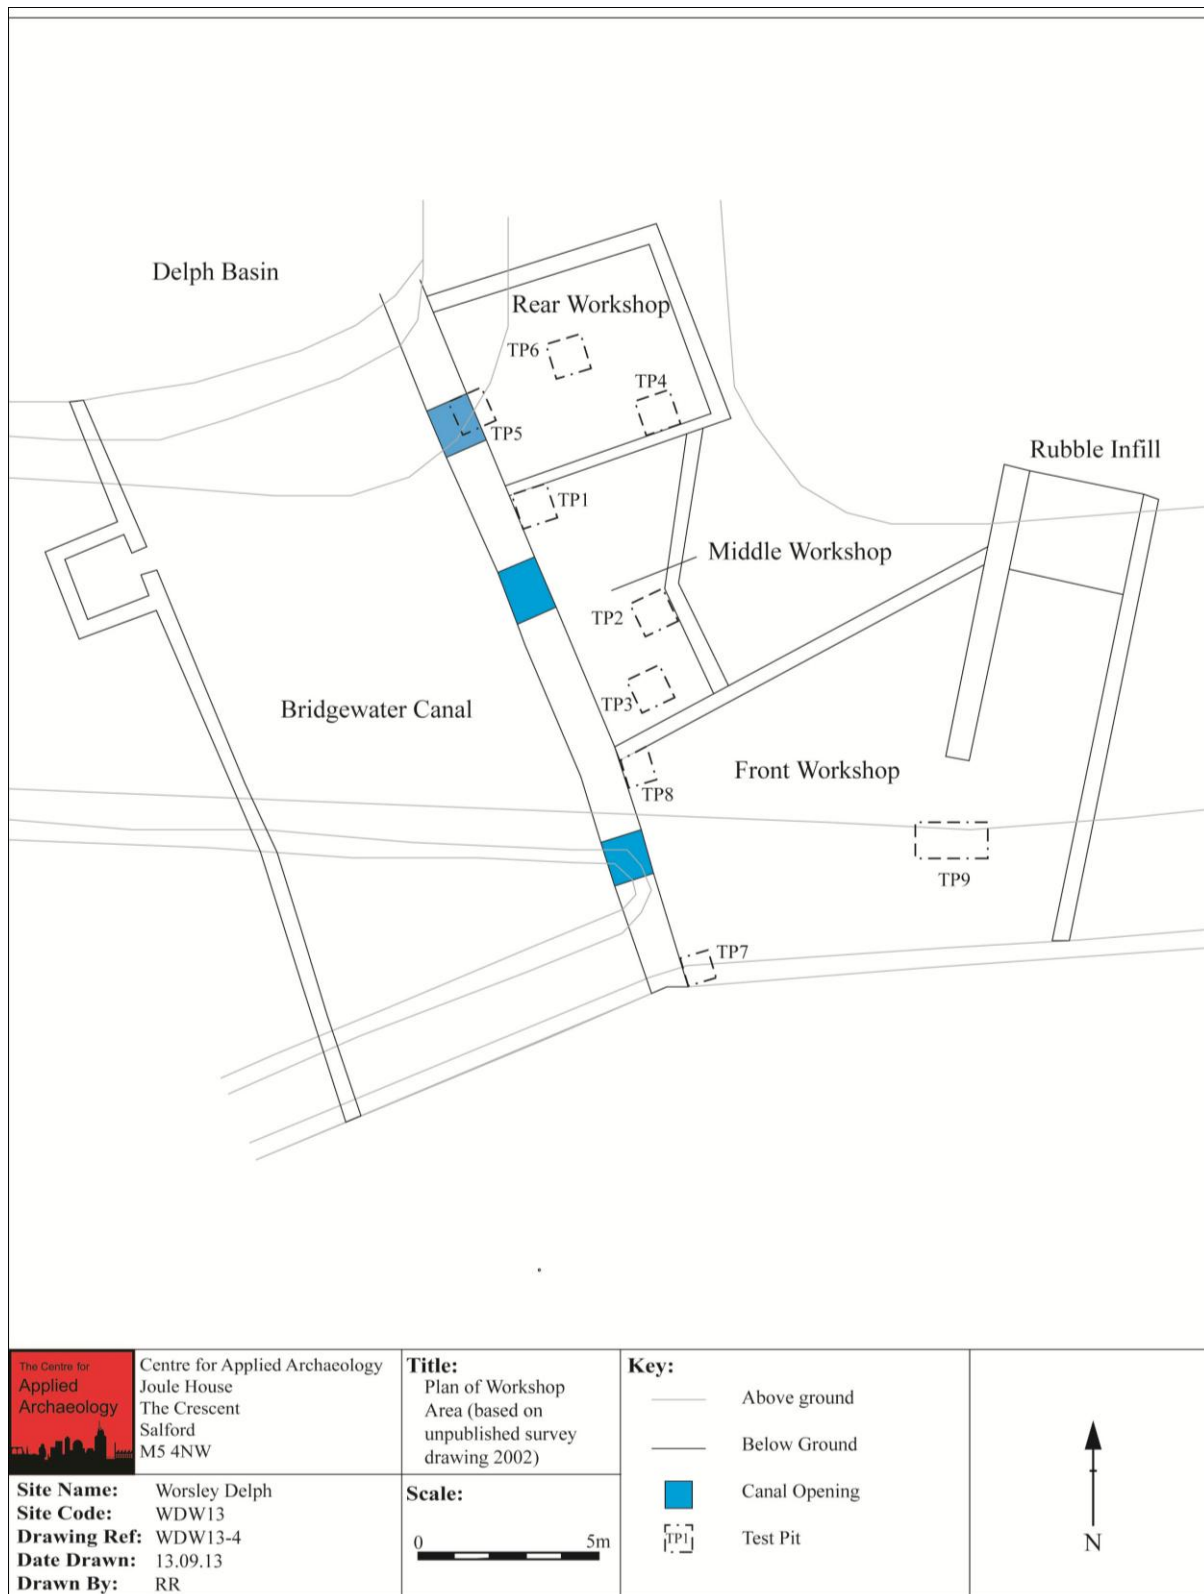 Delph Basin
Rear Workshop
TP6
TP4
TP5
Rubble Infill
TP1
Middle Workshop
TP2
TP3
Bridgewater Canal
Front Workshop
TP8
TP9
TP7
The Centre for
Applied
Archaeology
Centre for Applied Archaeology
Joule House
The Crescent
Salford
M5 4NW
Title:
Plan of Workshop
Area (based on
unpublished survey
drawing 2002)
Key:
Above ground
Below Ground
Canal Opening
TP1
Test Pit
Site Name: Worsley Delph
Site Code: WDW13
Drawing Ref: WDW13-4
Date Drawn: 13.09.13
Drawn By: RR
Scale:
0 5m
N